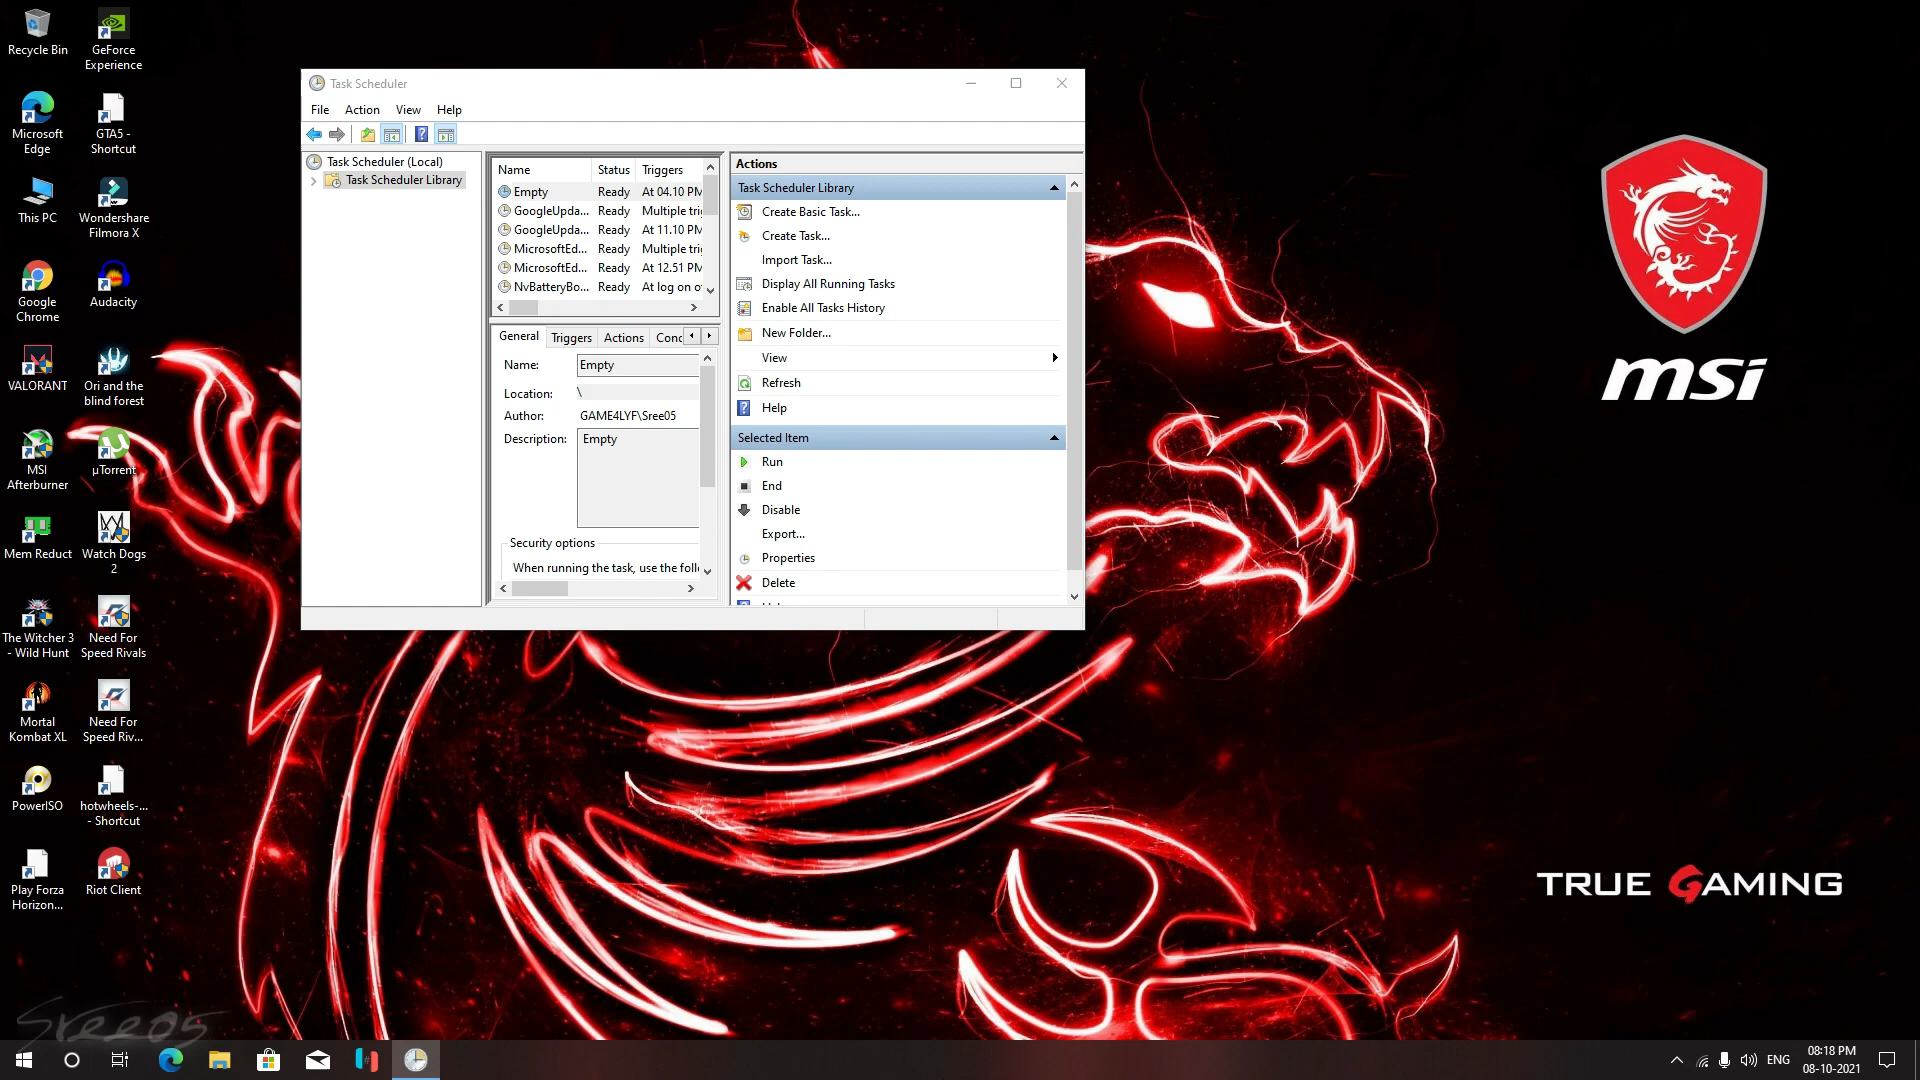 Recycle Bin
GeForce
Experience
Microsoft
Edge
GTA5 -
Shortcut
This PC
Wondershare
Filmora X
Google
Chrome
Audacity
VALORANT
Ori and the
blind forest
MSI
Afterburner
µTorrent
Mem Reduct
Watch Dogs
2
The Witcher 3
- Wild Hunt
Need For
Speed Rivals
Mortal
Kombat XL
Need For
Speed Riv...
PowerISO
hotwheels-...
- Shortcut
Play Forza
Horizon...
Riot Client
Task Scheduler
File Action View Help
Task Scheduler (Local)
Task Scheduler Library
Name Status Triggers
Empty Ready At 04.10 PM
GoogleUpda... Ready Multiple tri
GoogleUpda... Ready At 11.10 PM
MicrosoftEd... Ready Multiple tri
MicrosoftEd... Ready At 12.51 PM
NvBatteryBo... Ready At log on o
General Triggers Actions Conc
Name: Empty
Location: \
Author: GAME4LYF\Sree05
Description: Empty
Security options
When running the task, use the foll
Actions
Task Scheduler Library
Create Basic Task...
Create Task...
Import Task...
Display All Running Tasks
Enable All Tasks History
New Folder...
View
Refresh
Help
Selected Item
Run
End
Disable
Export...
Properties
Delete
msi
TRUE GAMING
Sree05
ENG
08:18 PM
08-10-2021